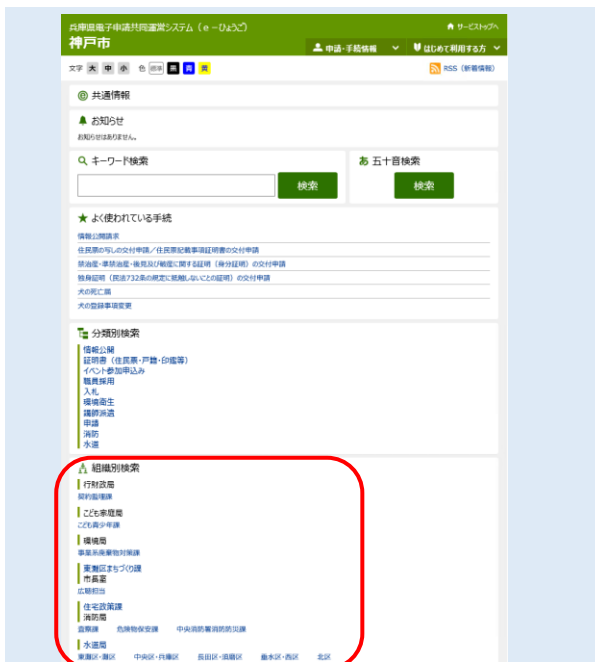 兵庫県電子申請共同運営システム（e－ひょうご）
サービストップへ
神戸市
申請・手続情報
はじめて利用する方
文字 大 中 小 色 標準 黒 青 黄
RSS（新着情報）
共通情報
お知らせ
お知らせはありません。
キーワード検索
検索
あ 五十音検索
検索
よく使われている手続
情報公開請求
住民票の写しの交付申請／住民票記載事項証明書の交付申請
禁治産・準禁治産・後見及び破産に関する証明（身分証明）の交付申請
独身証明（民法732条の規定に抵触しないことの証明）の交付申請
犬の死亡届
犬の登録事項変更
分類別検索
情報公開
証明書（住民票・戸籍・印鑑等）
イベント参加申込み
職員採用
入札
環境衛生
講師派遣
申請
消防
水道
組織別検索
行財政局
契約監理課
こども家庭局
こども青少年課
環境局
事業系廃棄物対策課
東灘区まちづくり課
市長室
広聴担当
住宅政策課
消防局
査察課 危険物保安課 中央消防署消防防災課
水道局
東灘区・灘区 中央区・兵庫区 長田区・須磨区 垂水区・西区 北区